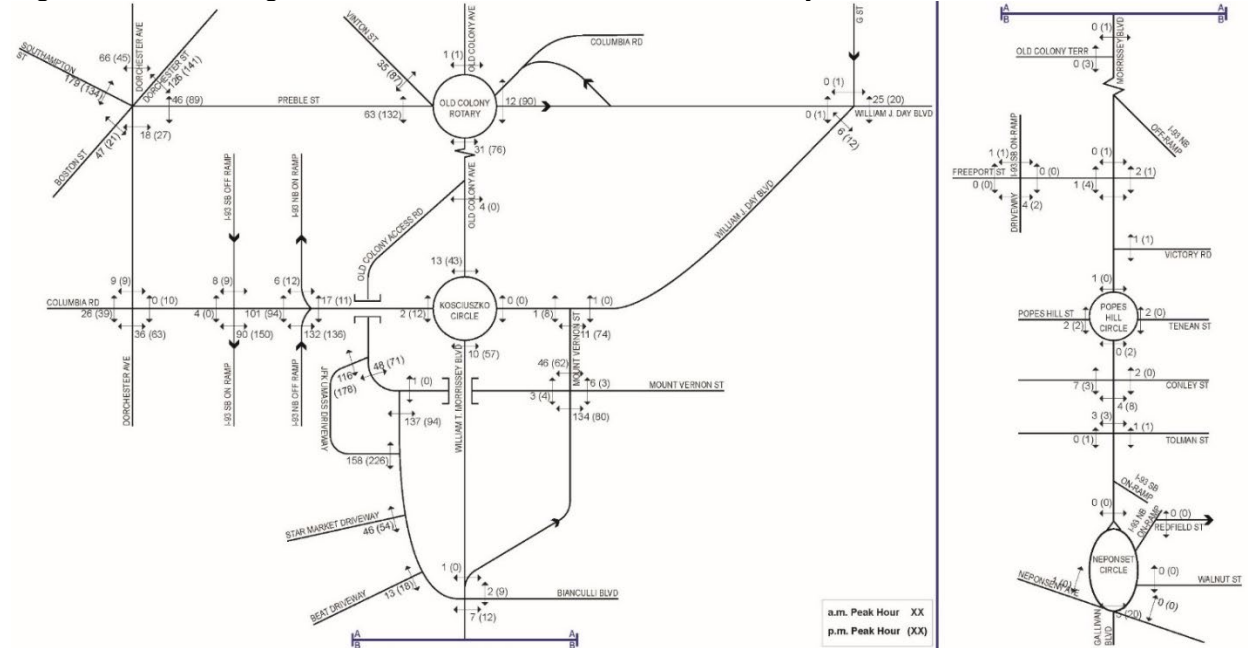 A
B
A
B
SOUTHAMPTON
ST
179 (134)
66 (45)
DORCHESTER AVE
DORCHESTER ST
126 (141)
46 (89)
PREBLE ST
18 (27)
47 (21)
BOSTON ST
VINTON ST
35 (87)
63 (132)
OLD COLONY AVE
1 (1)
OLD COLONY
ROTARY
12 (90)
COLUMBIA RD
31 (76)
OLD COLONY AVE
4 (0)
G ST
0 (1)
0 (1)
25 (20)
WILLIAM J. DAY BLVD
6 (12)
WILLIAM J. DAY BLVD
I-93 SB OFF RAMP
I-93 NB ON RAMP
OLD COLONY ACCESS RD
9 (9)
COLUMBIA RD
26 (39)
0 (10)
36 (63)
DORCHESTER AVE
8 (9)
4 (0)
101 (94)
90 (150)
I-93 SB ON RAMP
6 (12)
17 (11)
132 (136)
I-93 NB OFF RAMP
13 (43)
KOSCIUSZKO
CIRCLE
2 (12)
0 (0)
10 (57)
1 (8)
1 (0)
11 (74)
MOUNT VERNON ST
116
(178)
48 (71)
JFK/UMASS DRIVEWAY
1 (0)
137 (94)
158 (226)
WILLIAM T. MORRISSEY BLVD
46 (62)
3 (4)
6 (3)
MOUNT VERNON ST
134 (80)
STAR MARKET DRIVEWAY
46 (54)
BEAT DRIVEWAY
13 (18)
1 (0)
2 (9)
BIANCULLI BLVD
7 (12)
A
B
A
B
a.m. Peak Hour XX
p.m. Peak Hour (XX)
0 (1)
MORRISSEY BLVD
OLD COLONY TERR
0 (3)
I-93 NB
OFF-RAMP
1 (1)
I-93 SB ON-RAMP
FREEPORT ST
0 (0)
0 (0)
DRIVEWAY
4 (2)
0 (1)
1 (4)
2 (1)
1 (1)
VICTORY RD
1 (0)
POPES HILL ST
2 (2)
POPES
HILL
CIRCLE
2 (0)
TENEAN ST
0 (2)
2 (0)
7 (3)
CONLEY ST
4 (8)
3 (3)
0 (1)
1 (1)
TOLMAN ST
I-93 SB
ON-RAMP
0 (0)
I-93 NB
ON-RAMP
0 (0)
REDFIELD ST
NEPONSET
CIRCLE
NEPONSET AVE
1 (0)
0 (0)
WALNUT ST
0 (0)
(20)
GALLIVAN
BLVD